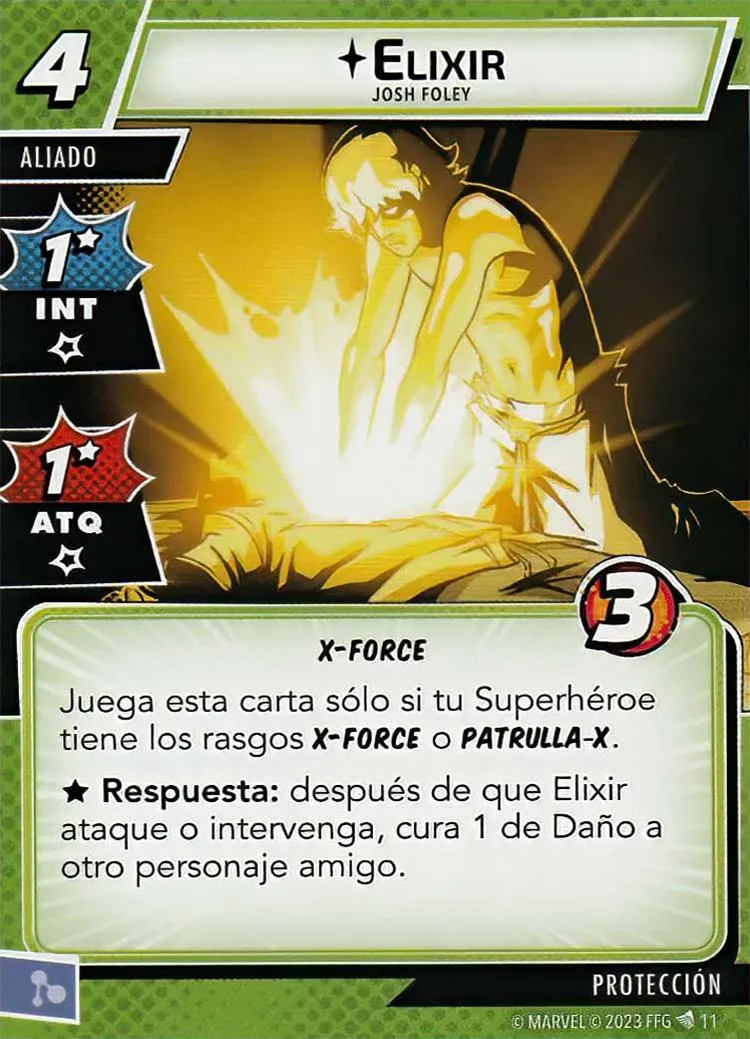 4
ELIXIR
JOSH FOLEY
ALIADO
1
INT
1
ATQ
3
X-FORCE
Juega esta carta sólo si tu Superhéroe
tiene los rasgos X-FORCE o PATRULLA-X.
★ Respuesta: después de que Elixir
ataque o intervenga, cura 1 de Daño a
otro personaje amigo.
PROTECCIÓN
© MARVEL © 2023 FFG 11